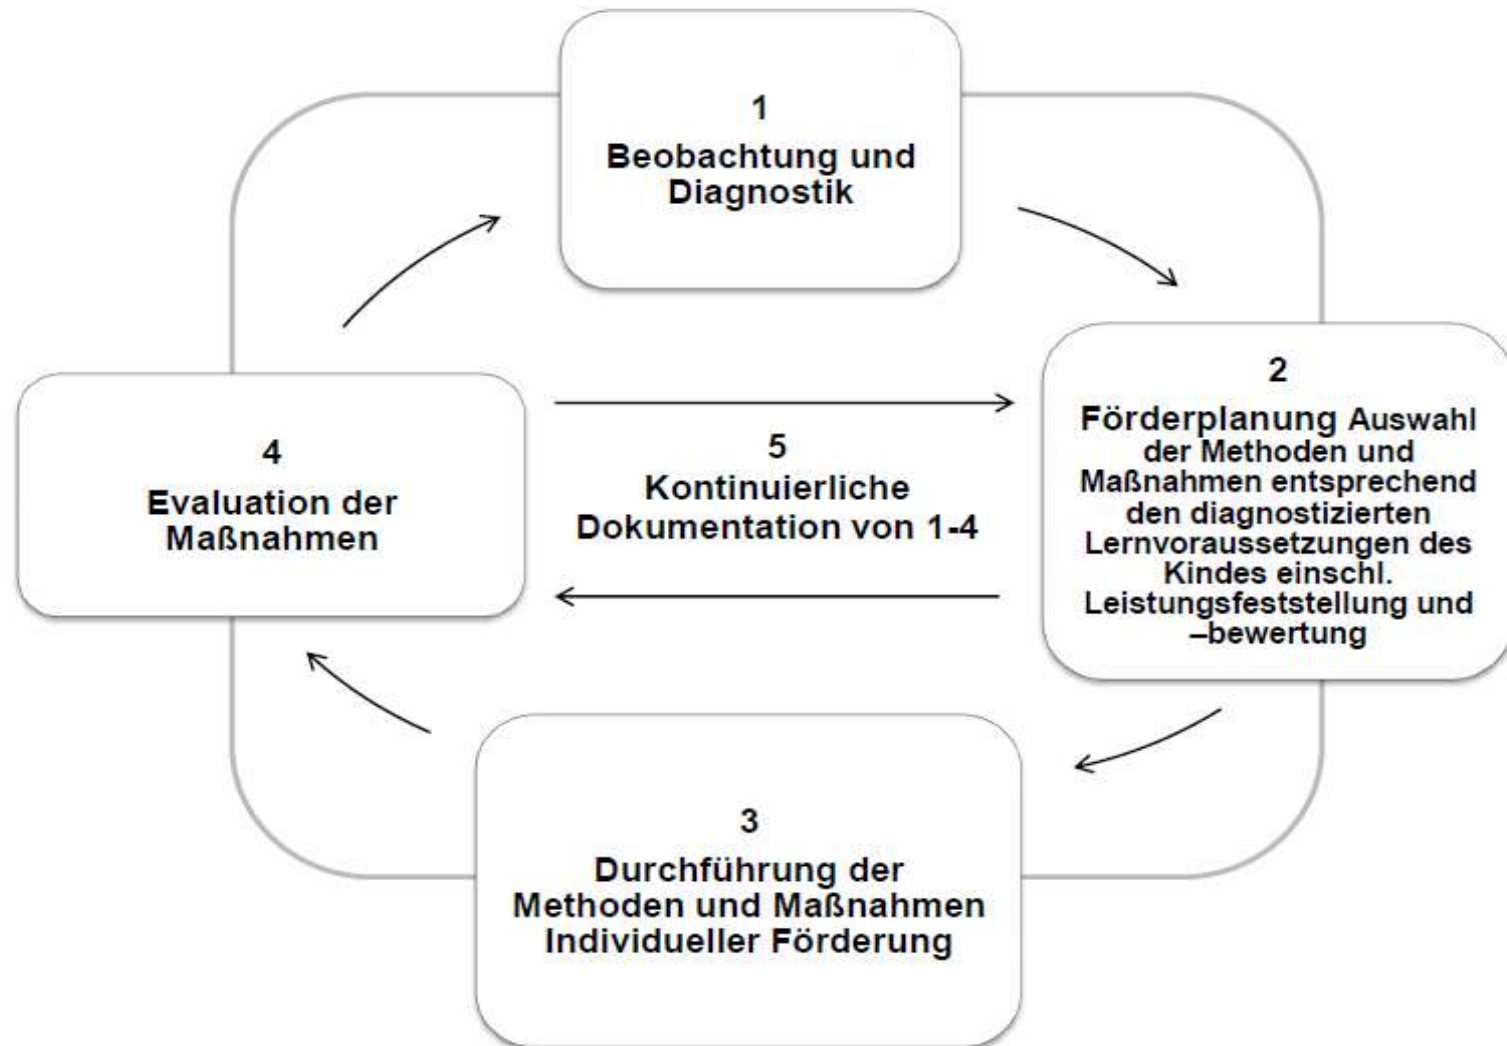 1
Beobachtung und
Diagnostik
2
Förderplanung Auswahl
der Methoden und
Maßnahmen entsprechend
den diagnostizierten
Lernvoraussetzungen des
Kindes einschl.
Leistungsfeststellung und
–bewertung
3
Durchführung der
Methoden und Maßnahmen
Individueller Förderung
4
Evaluation der
Maßnahmen
5
Kontinuierliche
Dokumentation von 1-4